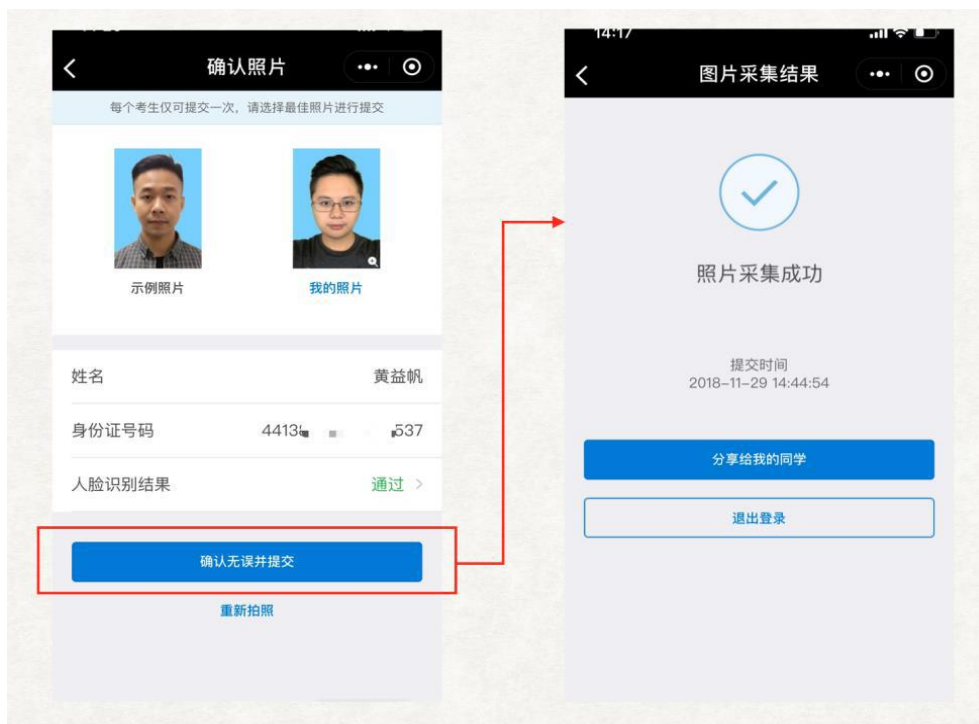 确认照片
每个考生仅可提交一次，请选择最佳照片进行提交
示例照片
我的照片
姓名
黄益帆
身份证号码
4413
537
人脸识别结果
通过
确认无误并提交
重新拍照
14:17
图片采集结果
照片采集成功
提交时间
2018-11-29 14:44:54
分享给我的同学
退出登录